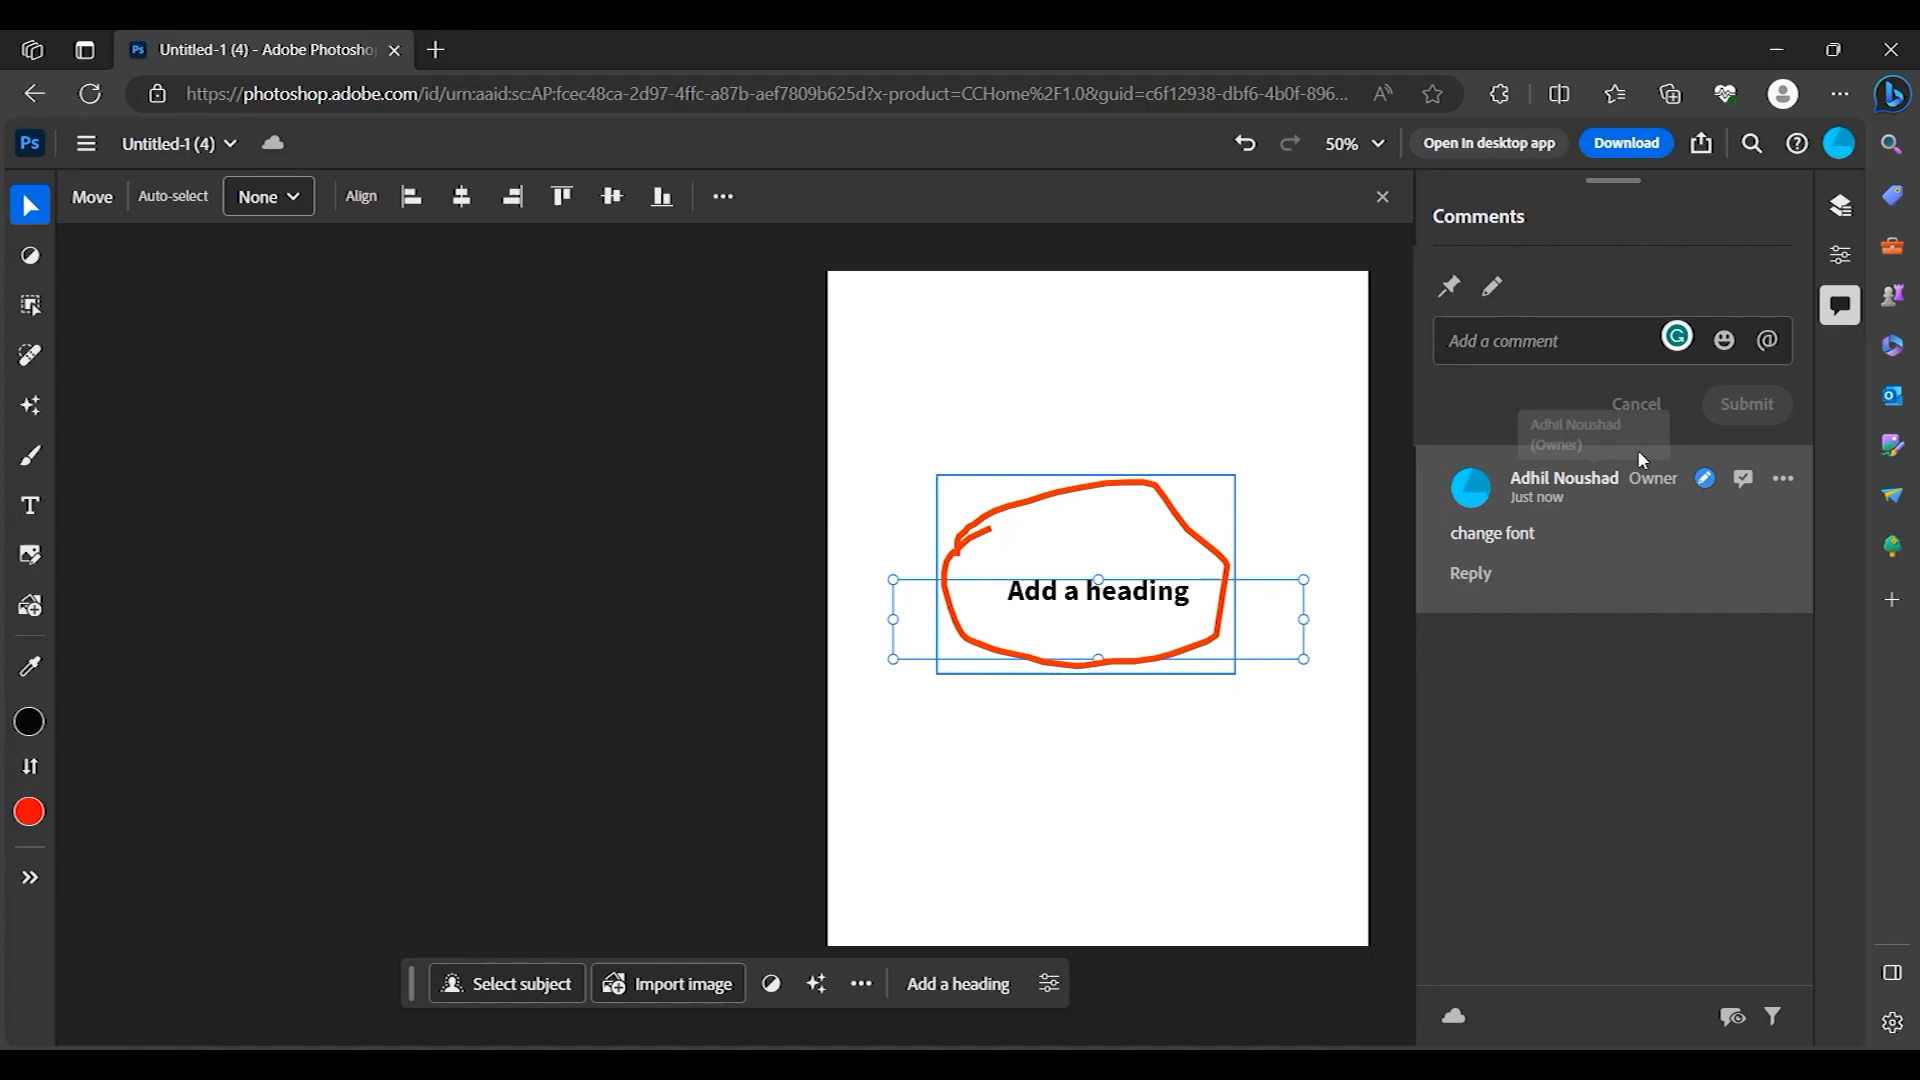 Ps Untitled-1 (4) - Adobe Photosho
https://photoshop.adobe.com/id/urn:aaid:sc:AP:fcec48ca-2d97-4ffc-a87b-aef7809b625d?x-product=CCHome%2F1.0&guid=c6f12938-dbf6-4b0f-896...
Ps Untitled-1 (4) 50% Open in desktop app Download
Move Auto-select None Align
Comments
Add a comment
Cancel Submit
Adhil Noushad
(Owner)
Adhil Noushad Owner
Just now
change font
Reply
Add a heading
T
Select subject Import image Add a heading